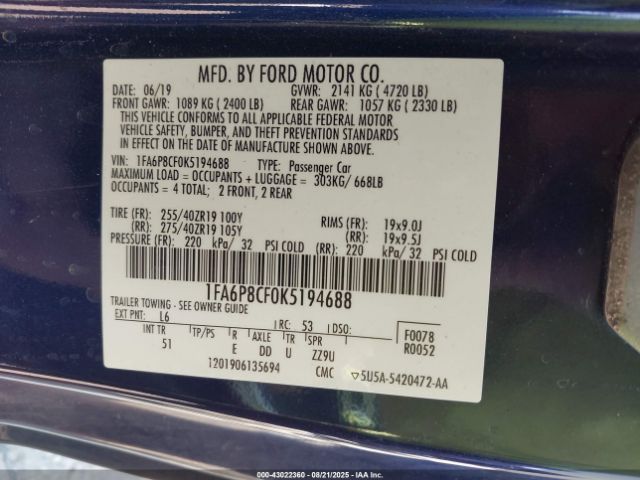 MFD. BY FORD MOTOR CO.
DATE: 06/19 GVWR: 2141 KG ( 4720 LB)
FRONT GAWR: 1089 KG ( 2400 LB) REAR GAWR: 1057 KG ( 2330 LB)
THIS VEHICLE CONFORMS TO ALL APPLICABLE FEDERAL MOTOR
VEHICLE SAFETY, BUMPER, AND THEFT PREVENTION STANDARDS
IN EFFECT ON THE DATE OF MANUFACTURE SHOWN ABOVE.
VIN: 1FA6P8CF0K5194688 TYPE: Passenger Car
MAXIMUM LOAD = OCCUPANTS + LUGGAGE = 303KG/ 668LB
OCCUPANTS = 4 TOTAL; 2 FRONT, 2 REAR
TIRE (FR): 255/40ZR19 100Y RIMS (FR): 19x9.0J
(RR): 275/40ZR19 105Y (RR): 19x9.5J
PRESSURE (FR): 220 kPa/ 32 PSI COLD (RR): 220 kPa/ 32 PSI COLD
1FA6P8CF0K5194688
TRAILER TOWING - SEE OWNER GUIDE
EXT PNT: L6 RC: 53 DSO: F0078
INT TR TP/PS R AXLE TR SPR R0052
51 E DD U ZZ9U
1201906135694 CMC ▽5U5A-5420472-AA
©IAA Holdings, LLC. #00-43022360 - 08/21/2025 - IAAI.com